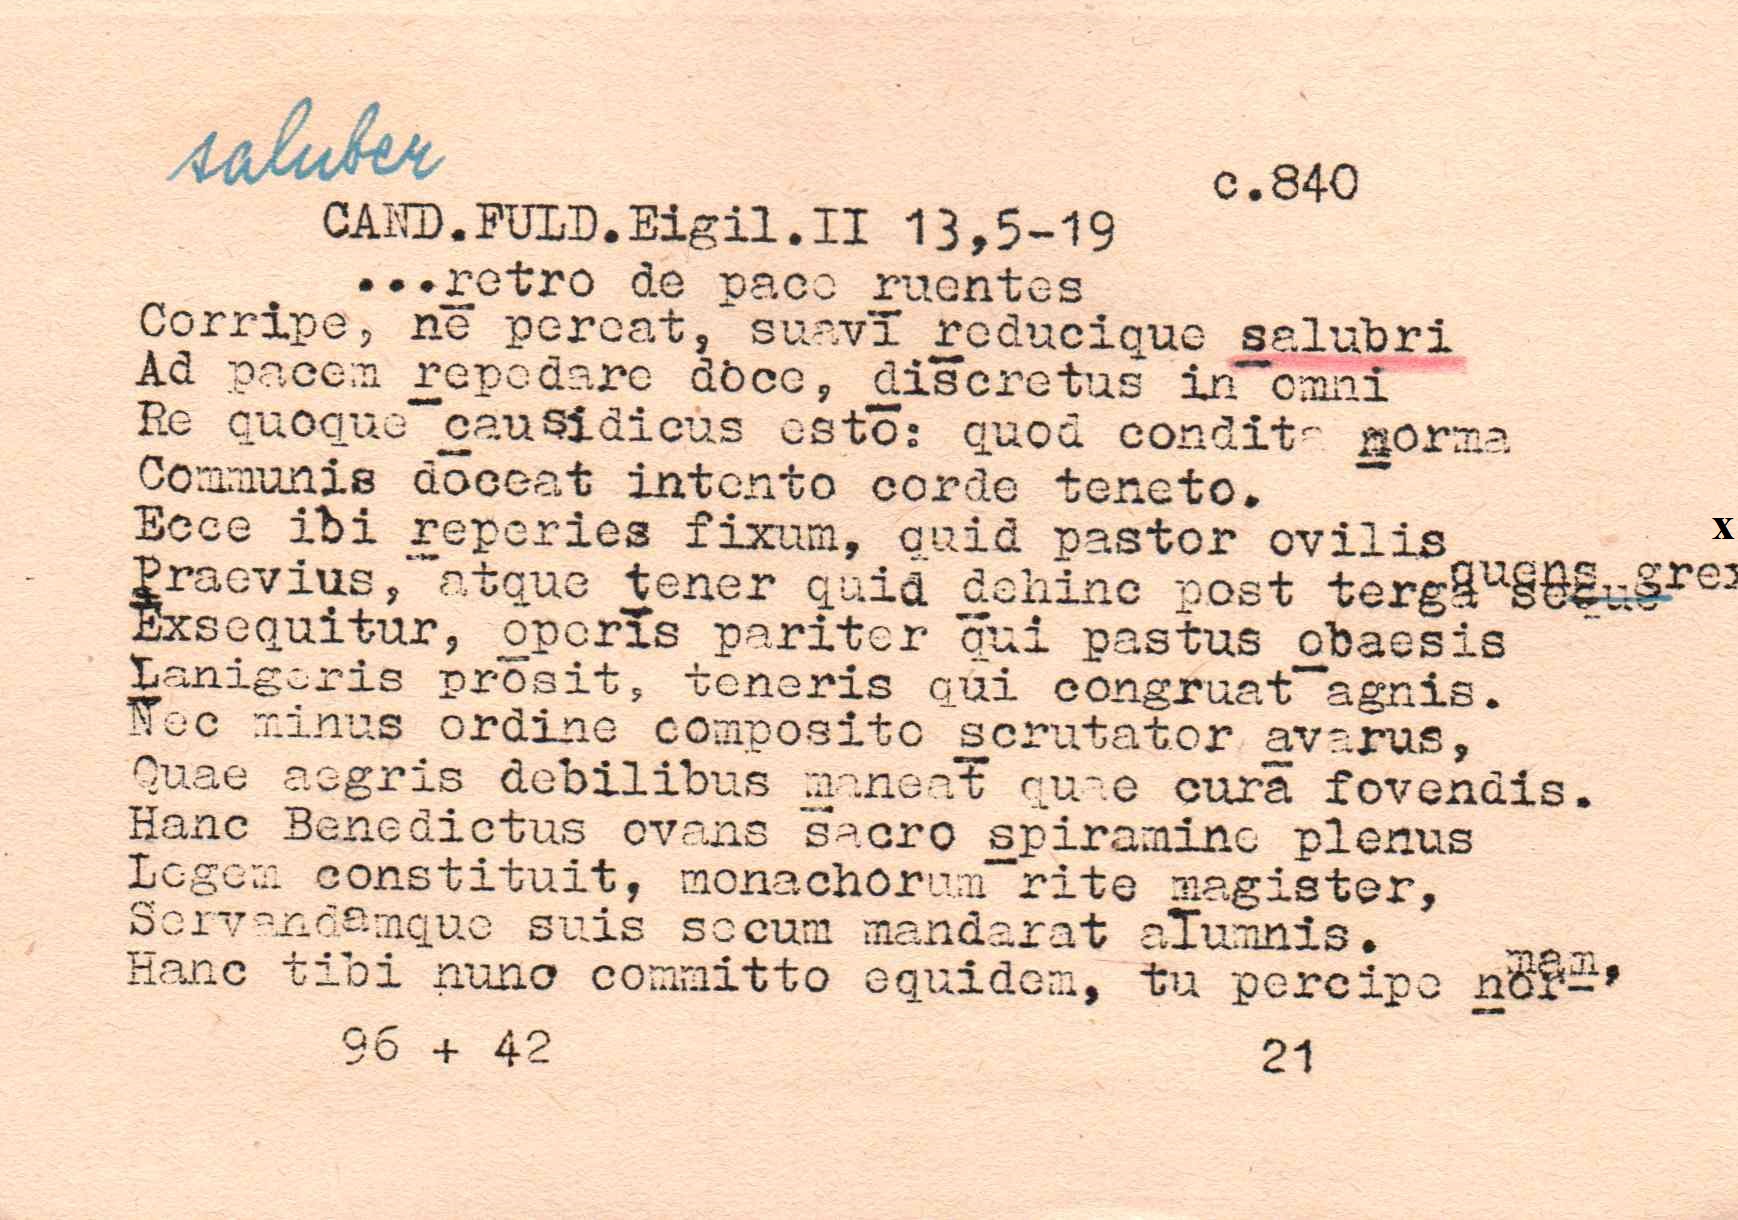 saluber
c.840
CAND.FULD.Eigil.II 13,5-19
...retro de pace ruentes
Corripe, ne pereat, suavi reducique salubri
Ad pacem repedare doce, discretus in omni
Re quoque causidicus esto: quod condita norma
Communis doceat intento corde teneto.
Ecce ibi reperies fixum, quid pastor ovilis
x
Praevius, atque tener quid dehinc post terga seque
quens grex
Exsequitur, operis pariter qui pastus obaesis
Lanigeris prosit, teneris qui congruat agnis.
Nec minus ordine composito scrutator avarus,
Quae aegris debilibus maneat quae cura fovendis.
Hanc Benedictus ovans sacro spiramine plenus
Legem constituit, monachorum rite magister,
Servandamque suis secum mandarat alumnis.
Hanc tibi nunc committo equidem, tu percipe nor-
mam,
96 + 42
21